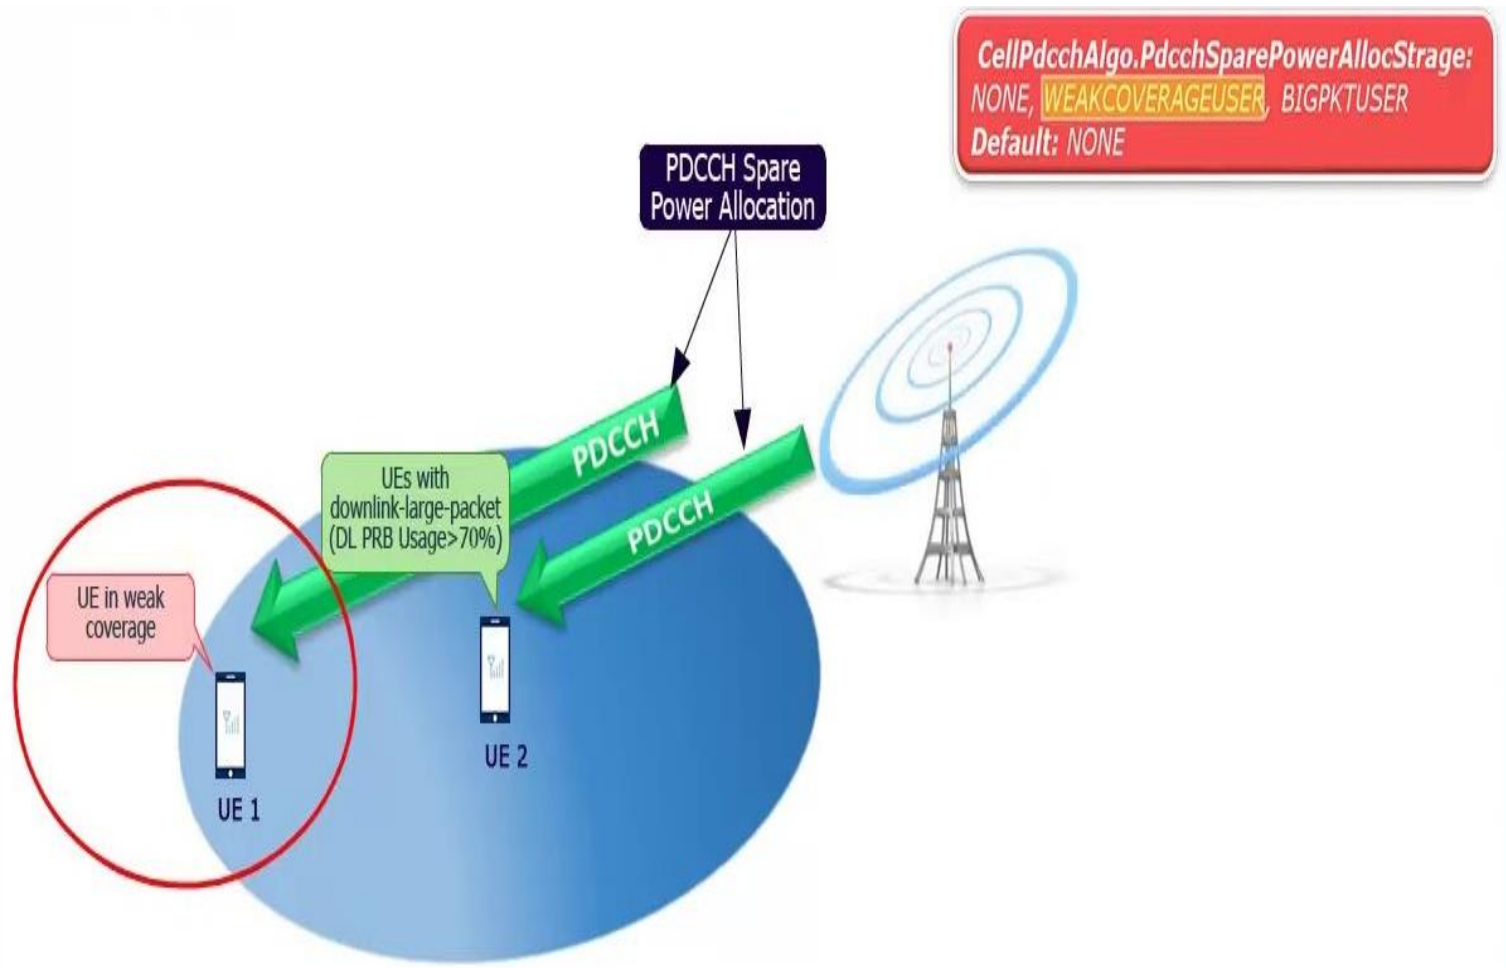 CellPdcchAlgo.PdcchSparePowerAllocStrage:
NONE, WEAKCOVERAGEUSER, BIGPKTUSER
Default: NONE
PDCCH Spare
Power Allocation
PDCCH
PDCCH
UEs with
downlink-large-packet
(DL PRB Usage>70%)
UE in weak
coverage
UE 2
UE 1